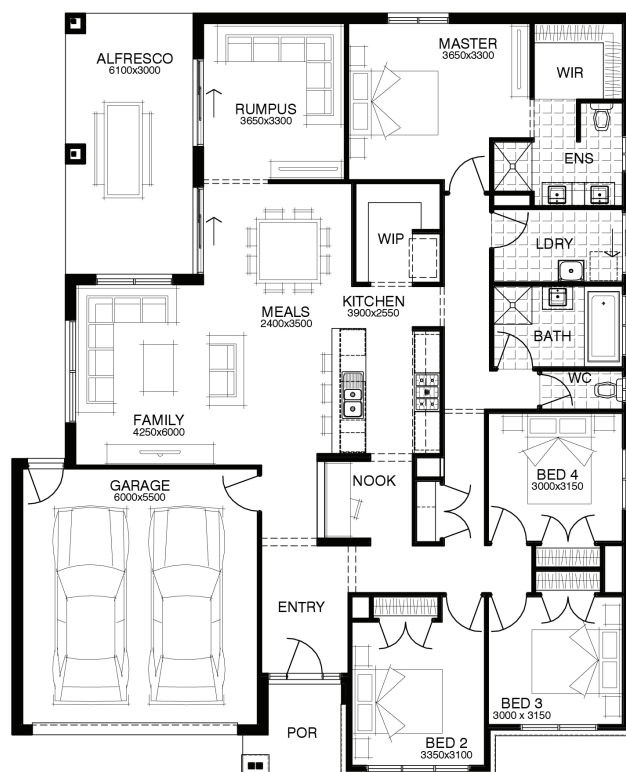 ALFRESCO
6100x3000
RUMPUS
3650x3300
MASTER
3650x3300
WIR
ENS
WIP
LDRY
MEALS
2400x3500
KITCHEN
3900x2550
BATH
WC
FAMILY
4250x6000
GARAGE
6000x5500
NOOK
BED 4
3000x3150
ENTRY
BED 3
3000 x 3150
POR
BED 2
3350x3100